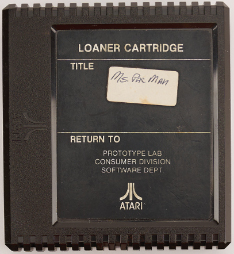 LOANER CARTRIDGE
TITLE
Ms Pac Man
RETURN TO
PROTOTYPE LAB
CONSUMER DIVISION
SOFTWARE DEPT.
ATARI